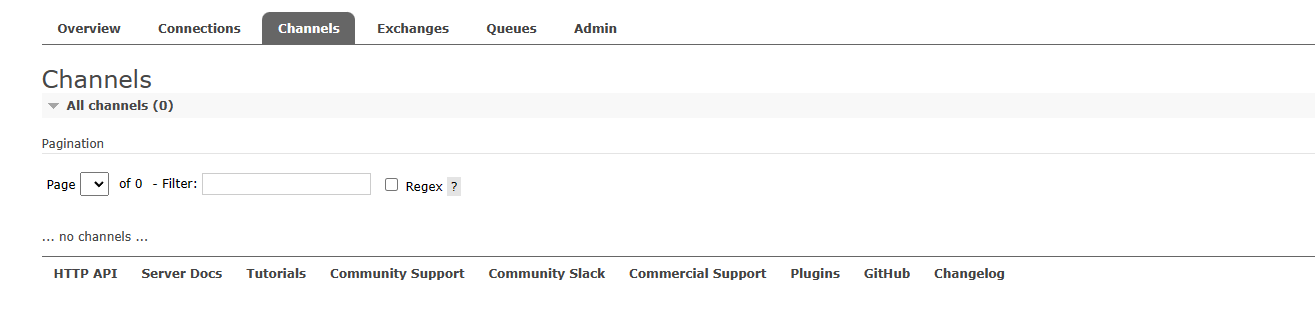 Overview Connections Channels Exchanges Queues Admin
Channels
All channels (0)
Pagination
Page of 0 - Filter: Regex ?
... no channels ...
HTTP API Server Docs Tutorials Community Support Community Slack Commercial Support Plugins GitHub Changelog